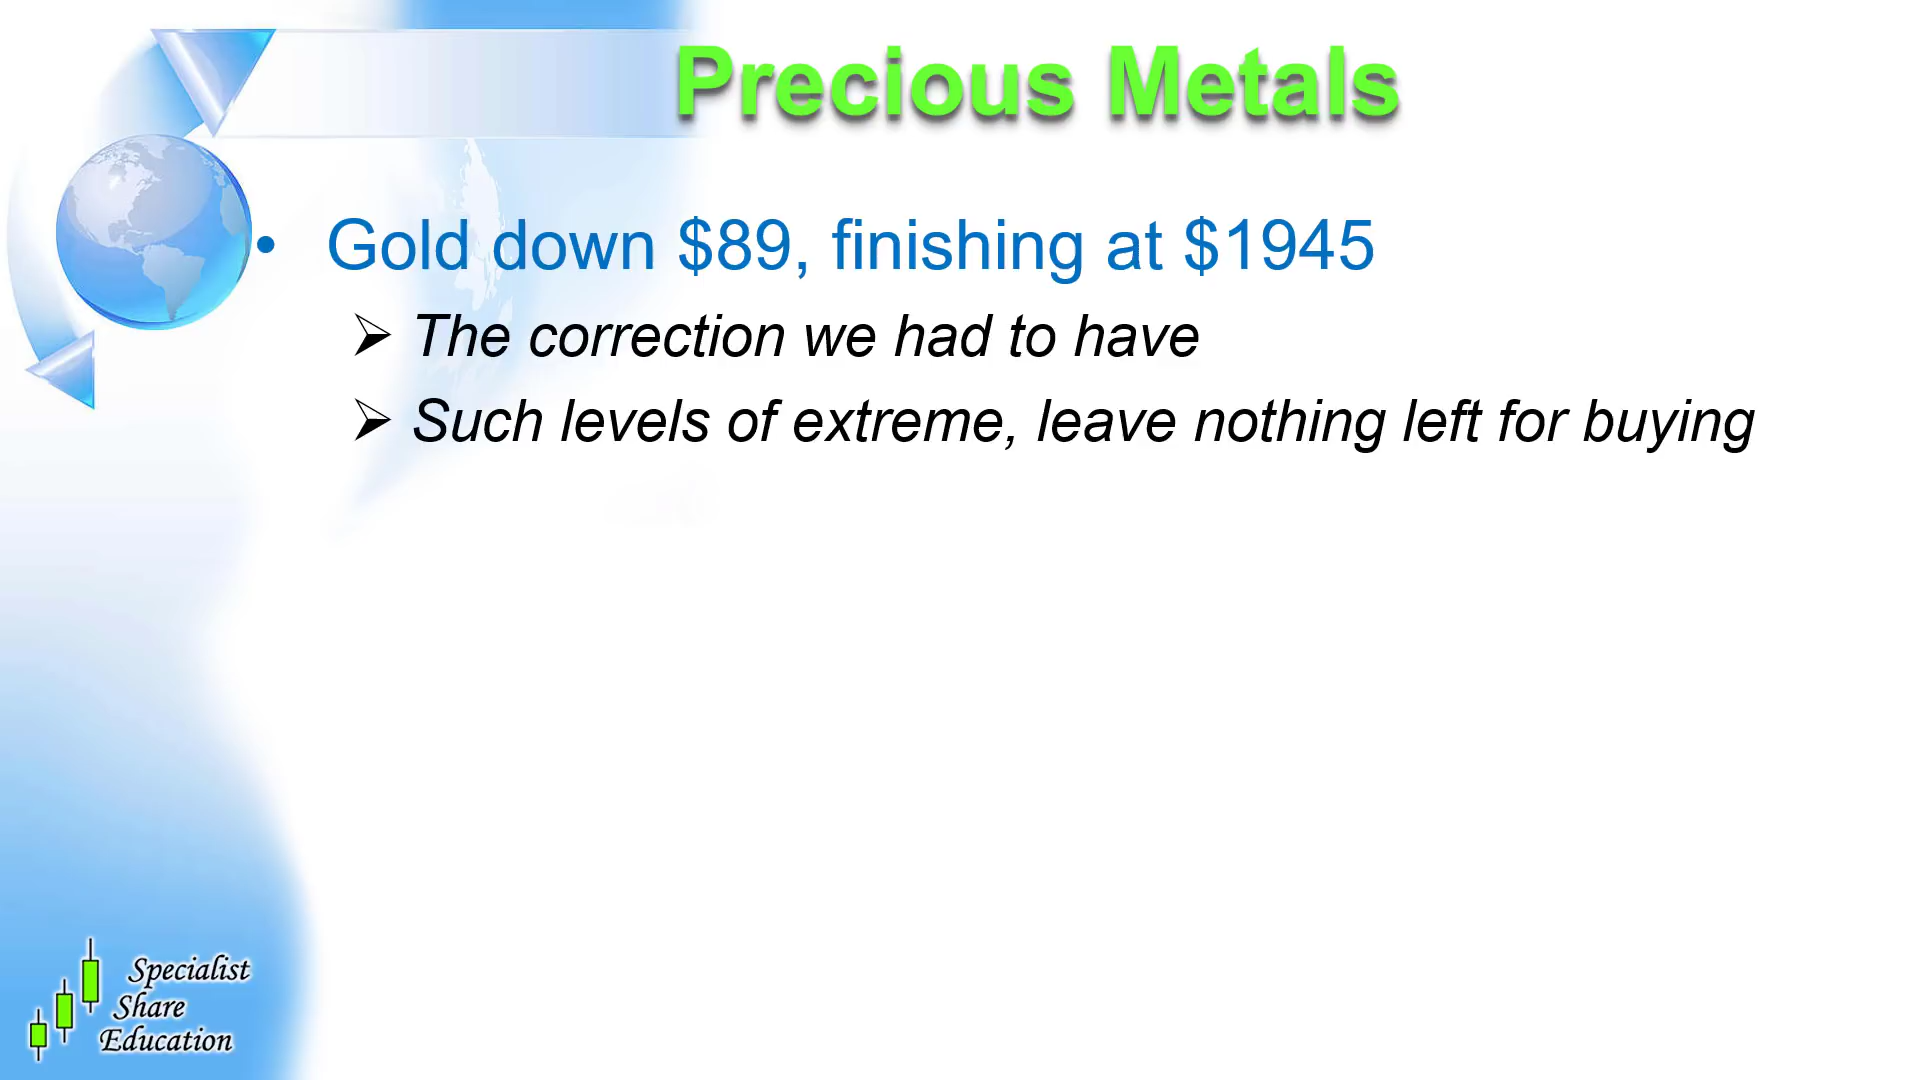 Precious Metals
• Gold down $89, finishing at $1945
➢ The correction we had to have
➢ Such levels of extreme, leave nothing left for buying
Specialist
Share
Education